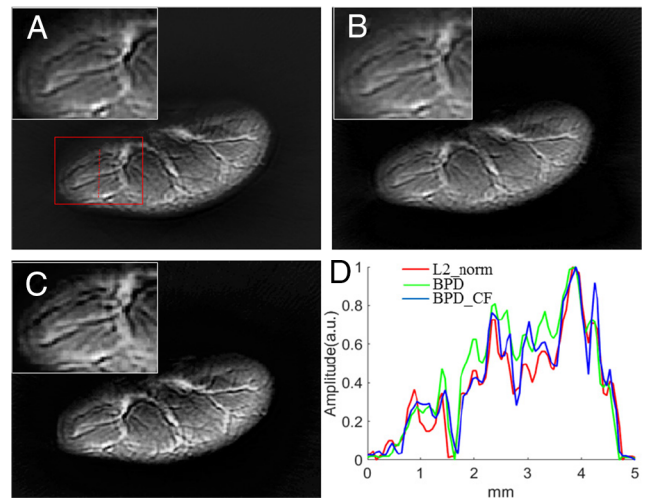 A
B
C
D
L2_norm
BPD
BPD_CF
Amplitude(a.u.)
1
0.8
0.6
0.4
0.2
0
0 1 2 3 4 5
mm